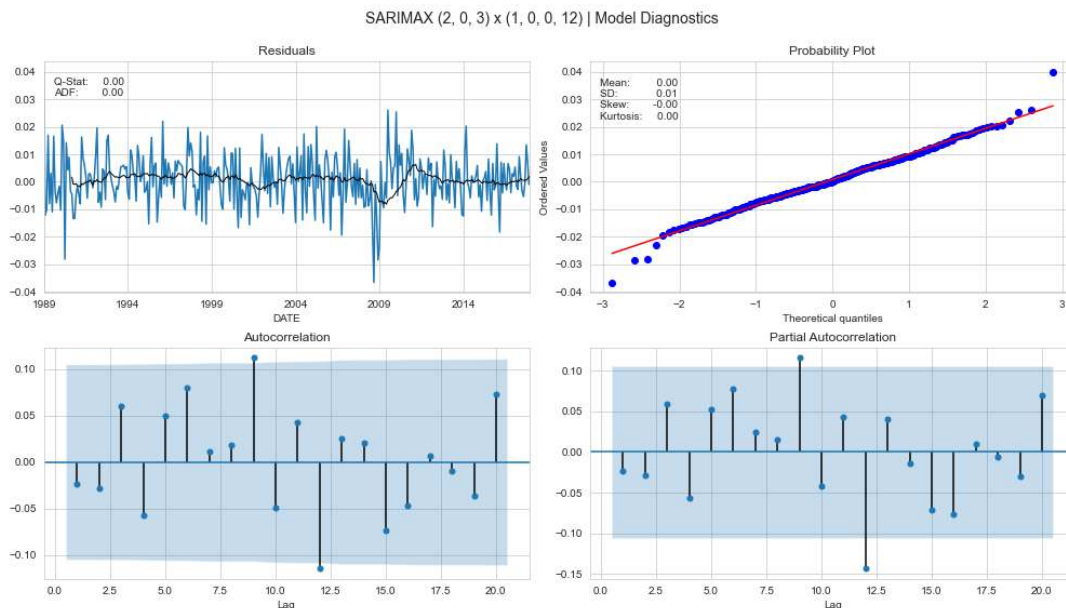 SARIMAX (2, 0, 3) x (1, 0, 0, 12) | Model Diagnostics
Residuals
0.04
0.03
0.02
0.01
0.00
−0.01
−0.02
−0.03
−0.04
Q-Stat: 0.00
ADF: 0.00
1989 1994 1999 2004 2009 2014
DATE
Probability Plot
Ordered Values
0.04
0.03
0.02
0.01
0.00
−0.01
−0.02
−0.03
−0.04
Mean: 0.00
SD: 0.01
Skew: -0.00
Kurtosis: 0.00
−3 −2 −1 0 1 2 3
Theoretical quantiles
Autocorrelation
0.10
0.05
0.00
−0.05
−0.10
0.0 2.5 5.0 7.5 10.0 12.5 15.0 17.5 20.0
Lag
Partial Autocorrelation
0.10
0.05
0.00
−0.05
−0.10
−0.15
0.0 2.5 5.0 7.5 10.0 12.5 15.0 17.5 20.0
Lag